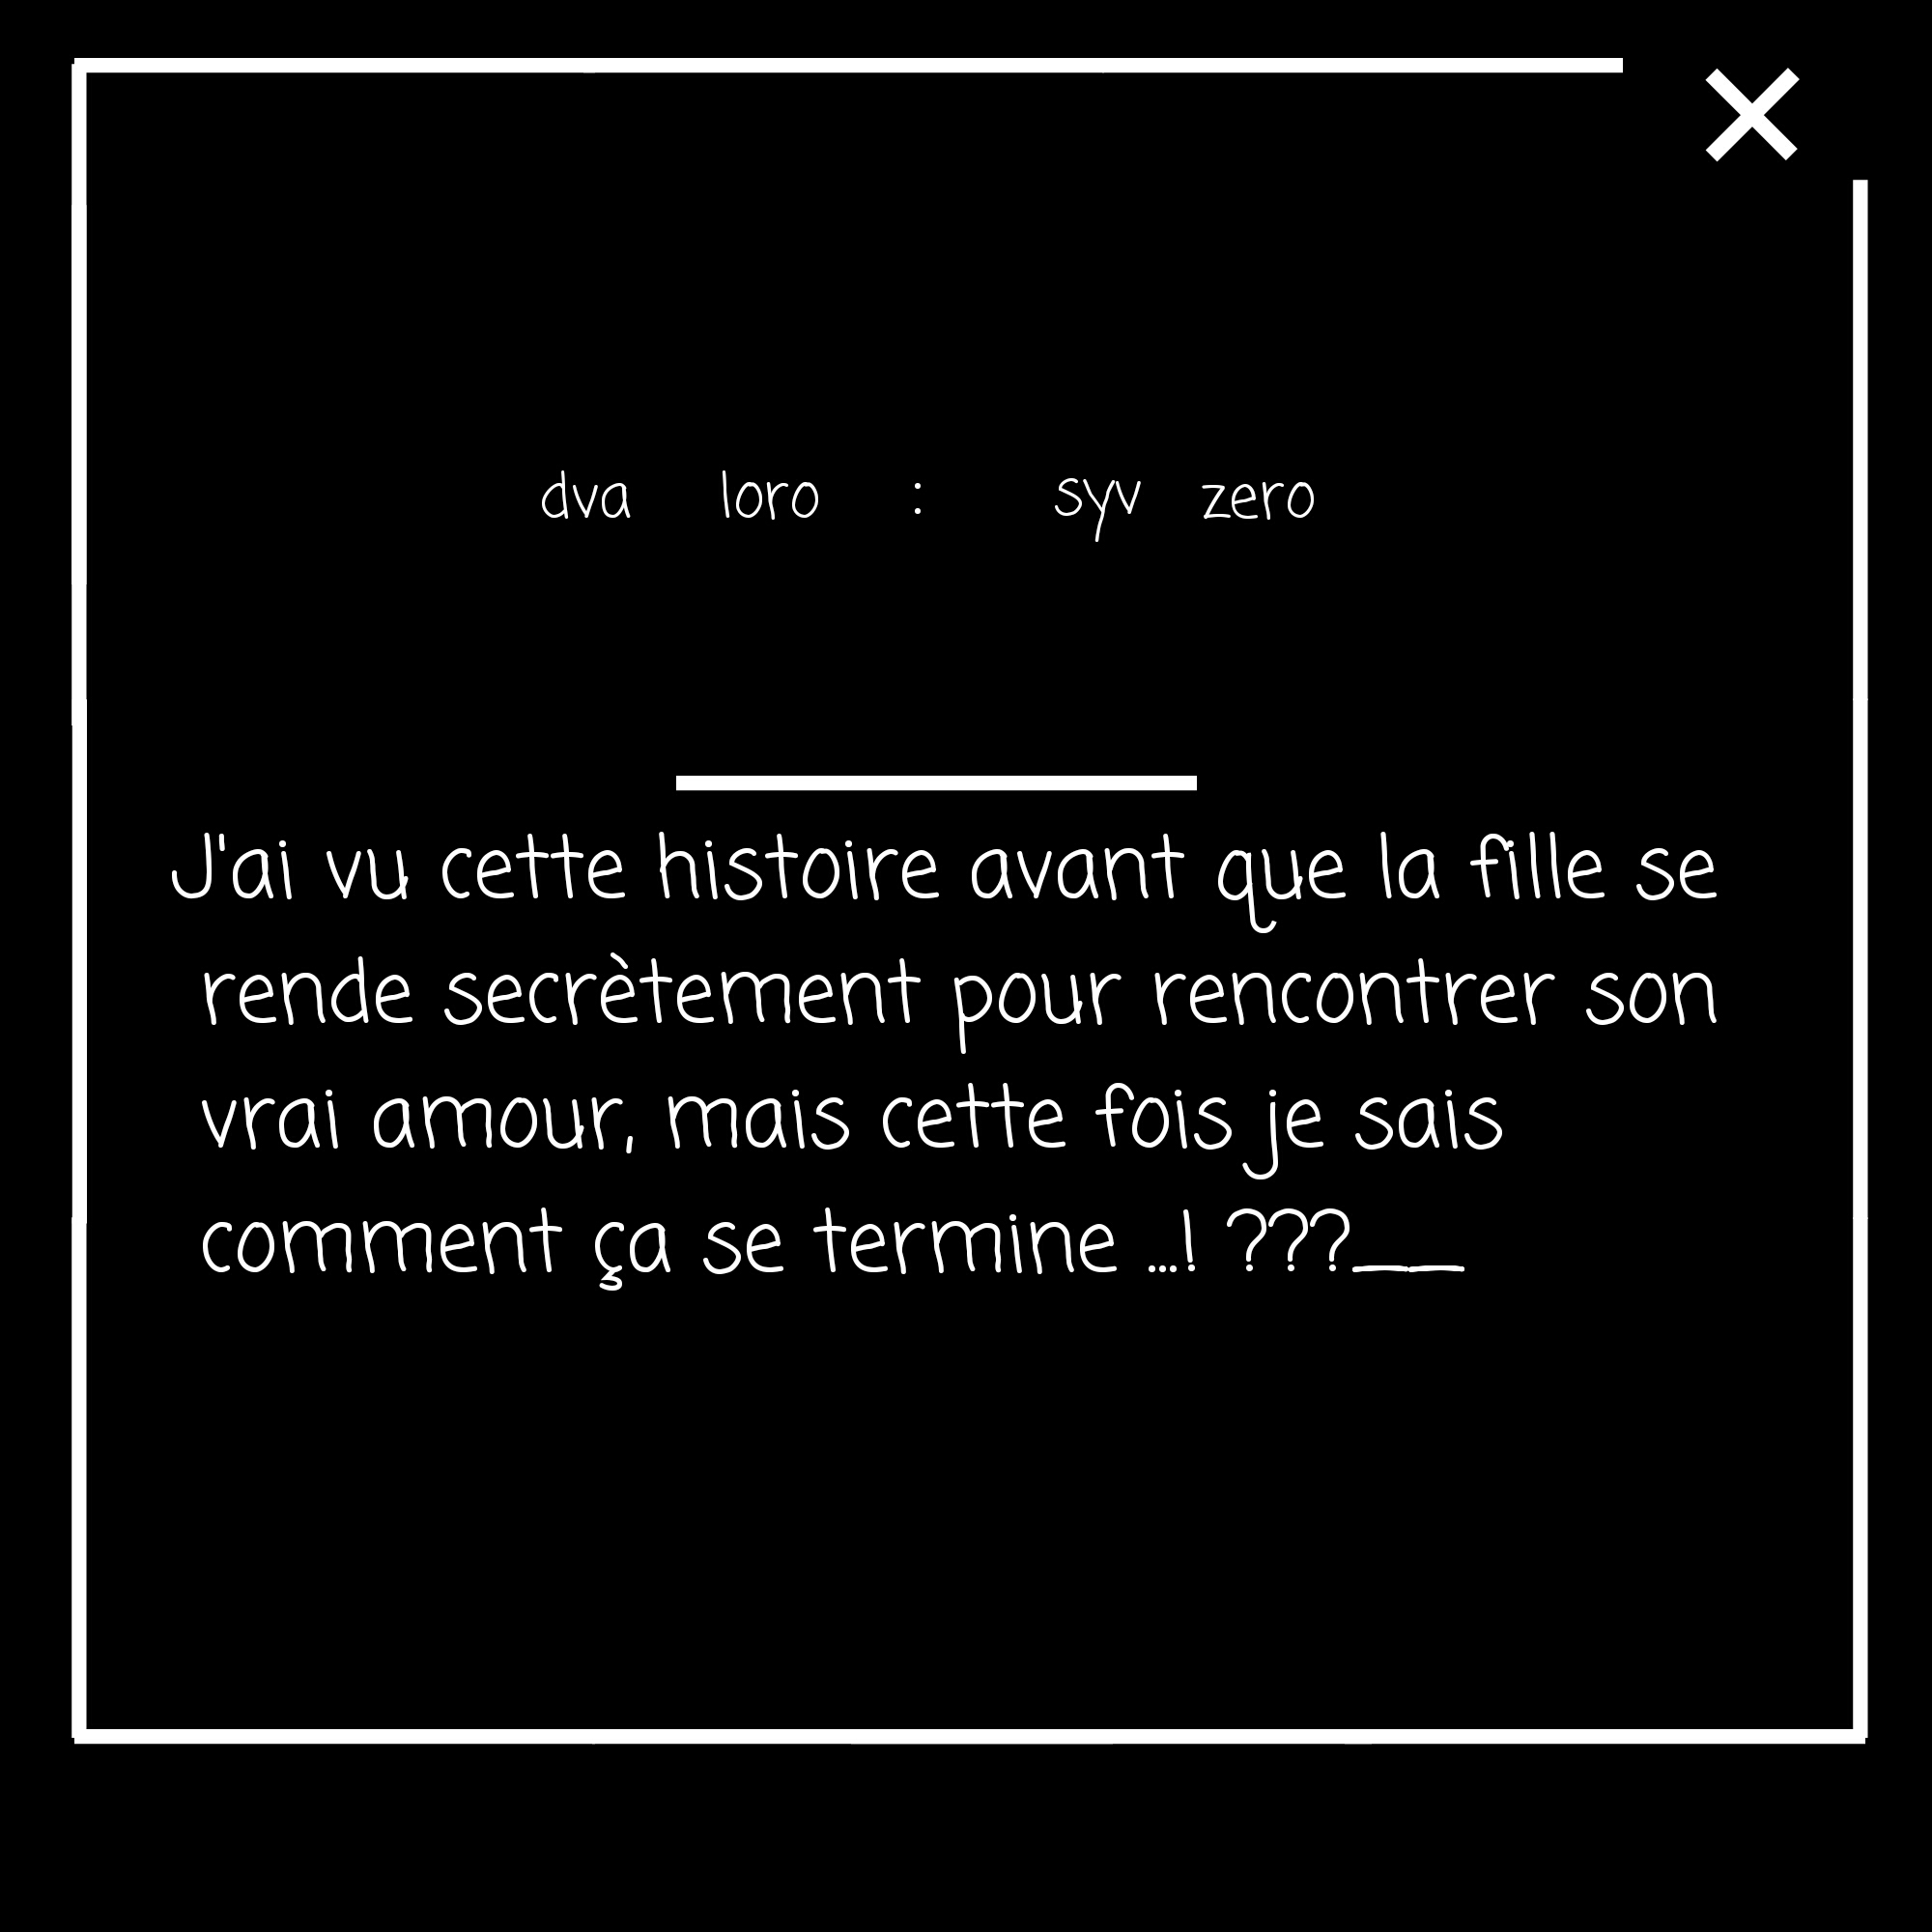 dva loro : syv zero
J'ai vu cette histoire avant que la fille se
rende secrètement pour rencontrer son
vrai amour, mais cette fois je sais
comment ça se termine ...! ???__